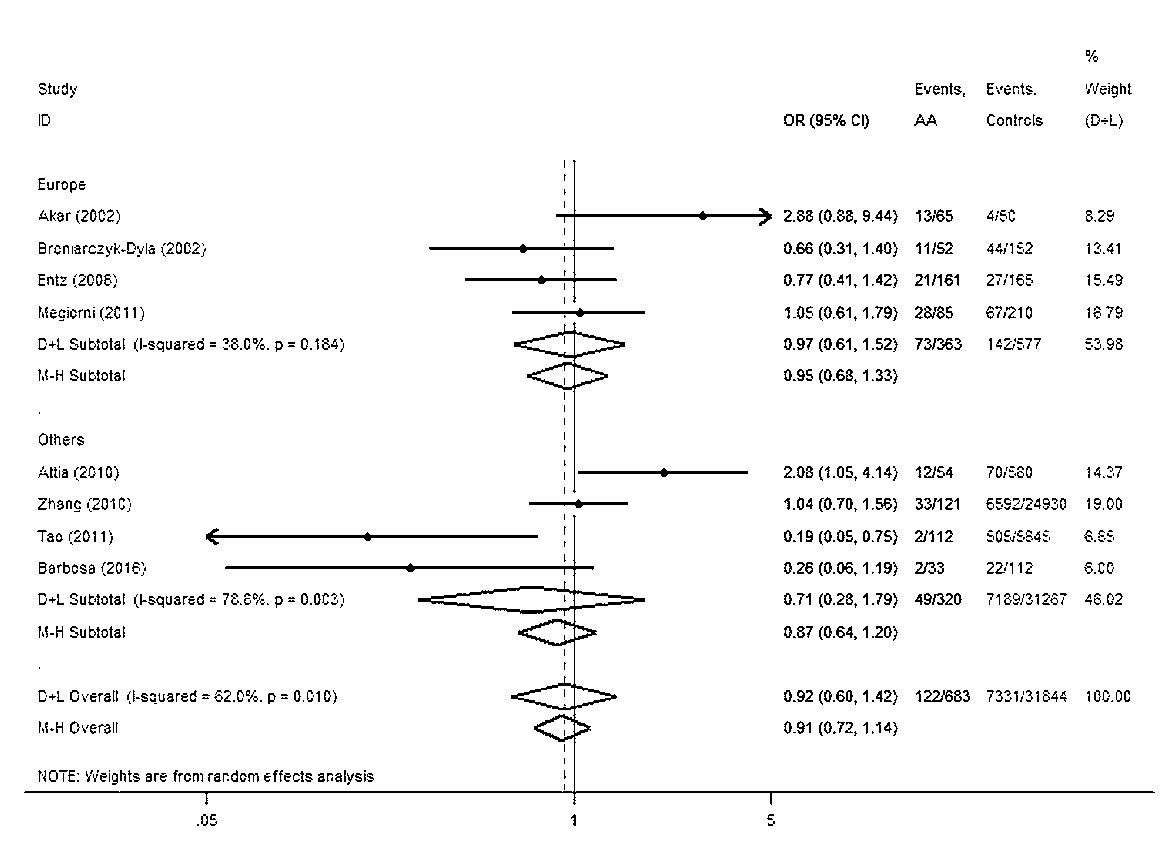 %
Study Events, Events, Weight
ID OR (95% CI) AA Controls (D+L)
Europe
Akar (2002) 2.88 (0.88, 9.44) 13/65 4/50 8.29
Broniarczyk-Dyla (2002) 0.66 (0.31, 1.40) 11/52 44/152 13.41
Entz (2006) 0.77 (0.41, 1.42) 21/161 27/165 15.49
Megiorni (2011) 1.05 (0.61, 1.79) 28/85 67/210 16.79
D+L Subtotal (I-squared = 38.0%, p = 0.184) 0.97 (0.61, 1.52) 73/363 142/577 53.98
M-H Subtotal 0.95 (0.68, 1.33)
.
Others
Attia (2010) 2.08 (1.05, 4.14) 12/54 70/580 14.37
Zhang (2010) 1.04 (0.70, 1.56) 33/121 6592/24930 19.00
Tao (2011) 0.19 (0.05, 0.75) 2/112 505/5645 6.65
Barbosa (2016) 0.26 (0.06, 1.19) 2/33 22/112 6.00
D+L Subtotal (I-squared = 78.6%, p = 0.003) 0.71 (0.28, 1.79) 49/320 7189/31267 46.02
M-H Subtotal 0.87 (0.64, 1.20)
.
D+L Overall (I-squared = 62.0%, p = 0.010) 0.92 (0.60, 1.42) 122/683 7331/31844 100.00
M-H Overall 0.91 (0.72, 1.14)
NOTE: Weights are from random effects analysis
.05 1 5